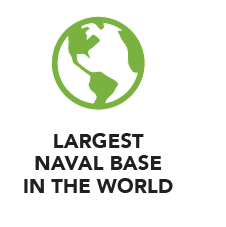 LARGEST
NAVAL BASE
IN THE WORLD